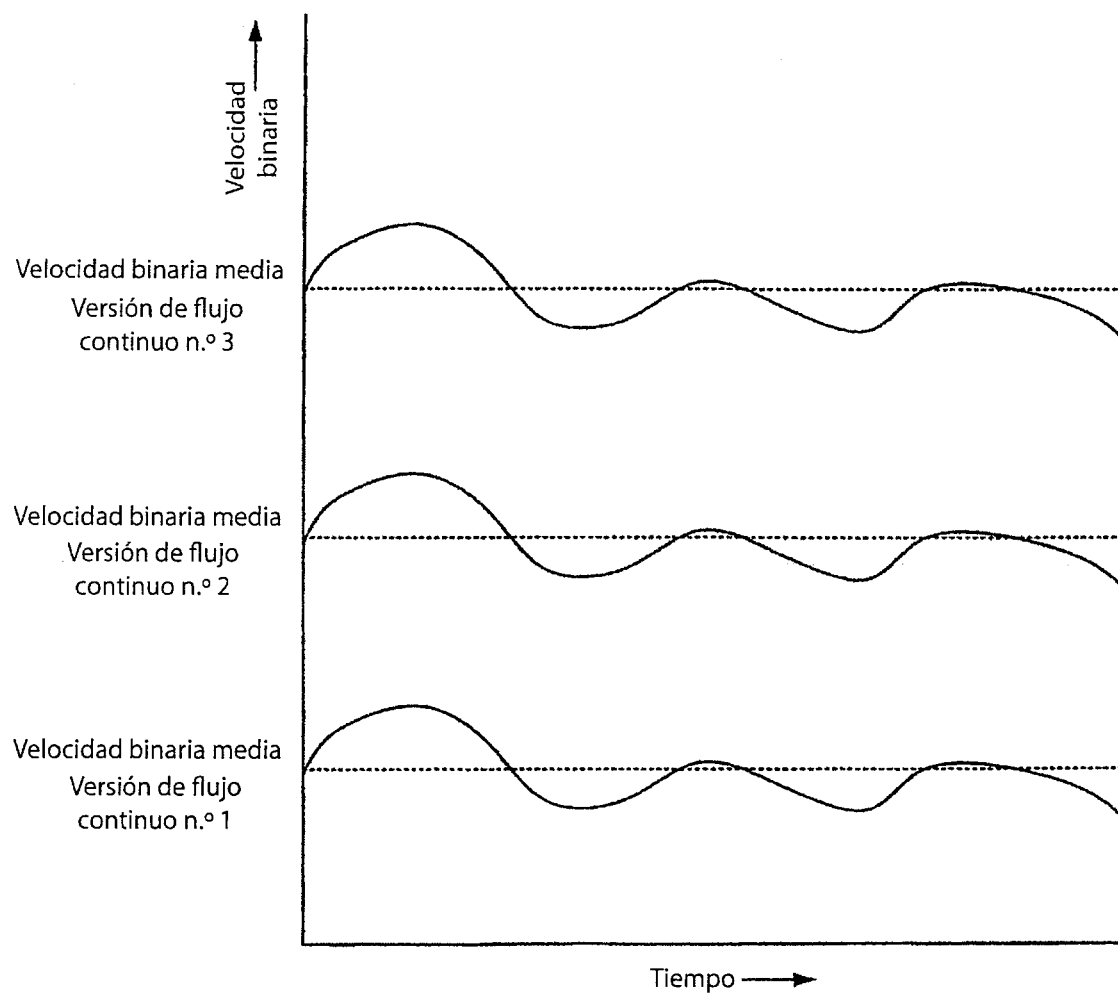 Velocidad
binaria
Velocidad binaria media
Versión de flujo
continuo n.º 3
Velocidad binaria media
Versión de flujo
continuo n.º 2
Velocidad binaria media
Versión de flujo
continuo n.º 1
Tiempo